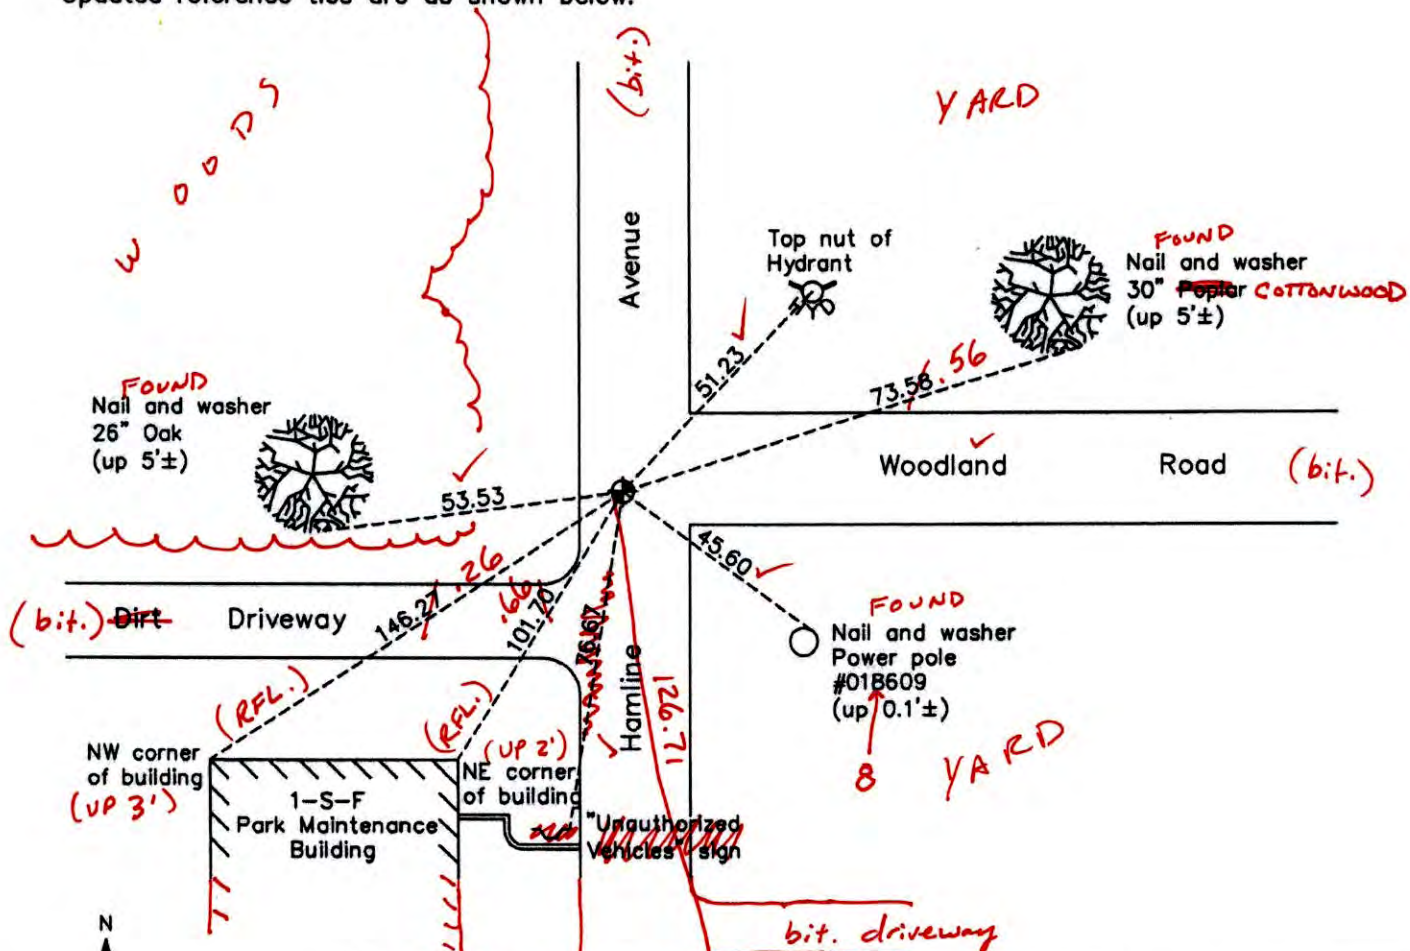 Updated reference ties are as shown below.
(bit.)
WOODS
YARD
Avenue
Top nut of
Hydrant
FOUND
Nail and washer
30" Poplar COTTONWOOD
(up 5'±)
51.23 ✓
73.58 .56
FOUND
Nail and washer
26" Oak
(up 5'±)
53.53 ✓
Woodland ✓ Road (bit.)
45.60 ✓
(bit.) Dirt Driveway
146.27 .26
101.70 .66
76.67
FOUND
Nail and washer
Power pole
#018609
(up 0.1'±)
8
YARD
Hamline ✓
126.71
(RFL.)
(RFL.)
NW corner
of building
(UP 3')
(UP 2')
NE corner
of building
1-S-F
Park Maintenance
Building
"Unauthorized
Vehicles" sign
N
bit. driveway